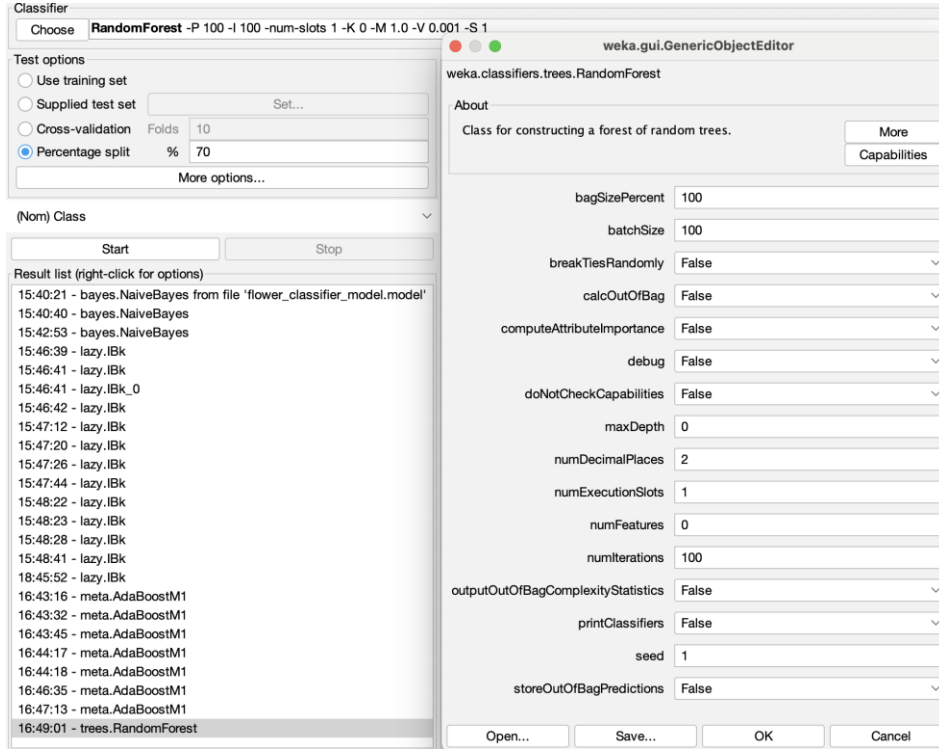 Classifier
Choose RandomForest -P 100 -I 100 -num-slots 1 -K 0 -M 1.0 -V 0.001 -S 1
Test options
Use training set
Supplied test set Set...
Cross-validation Folds 10
Percentage split % 70
More options...
(Nom) Class
Start Stop
Result list (right-click for options)
15:40:21 - bayes.NaiveBayes from file 'flower_classifier_model.model'
15:40:40 - bayes.NaiveBayes
15:42:53 - bayes.NaiveBayes
15:46:39 - lazy.IBk
15:46:41 - lazy.IBk
15:46:41 - lazy.IBk_0
15:46:42 - lazy.IBk
15:47:12 - lazy.IBk
15:47:20 - lazy.IBk
15:47:26 - lazy.IBk
15:47:44 - lazy.IBk
15:48:22 - lazy.IBk
15:48:23 - lazy.IBk
15:48:28 - lazy.IBk
15:48:41 - lazy.IBk
18:45:52 - lazy.IBk
16:43:16 - meta.AdaBoostM1
16:43:32 - meta.AdaBoostM1
16:43:45 - meta.AdaBoostM1
16:44:17 - meta.AdaBoostM1
16:44:18 - meta.AdaBoostM1
16:46:35 - meta.AdaBoostM1
16:47:13 - meta.AdaBoostM1
16:49:01 - trees.RandomForest
weka.gui.GenericObjectEditor
weka.classifiers.trees.RandomForest
About
Class for constructing a forest of random trees.
More
Capabilities
bagSizePercent 100
batchSize 100
breakTiesRandomly False
calcOutOfBag False
computeAttributeImportance False
debug False
doNotCheckCapabilities False
maxDepth 0
numDecimalPlaces 2
numExecutionSlots 1
numFeatures 0
numIterations 100
outputOutOfBagComplexityStatistics False
printClassifiers False
seed 1
storeOutOfBagPredictions False
Open... Save... OK Cancel